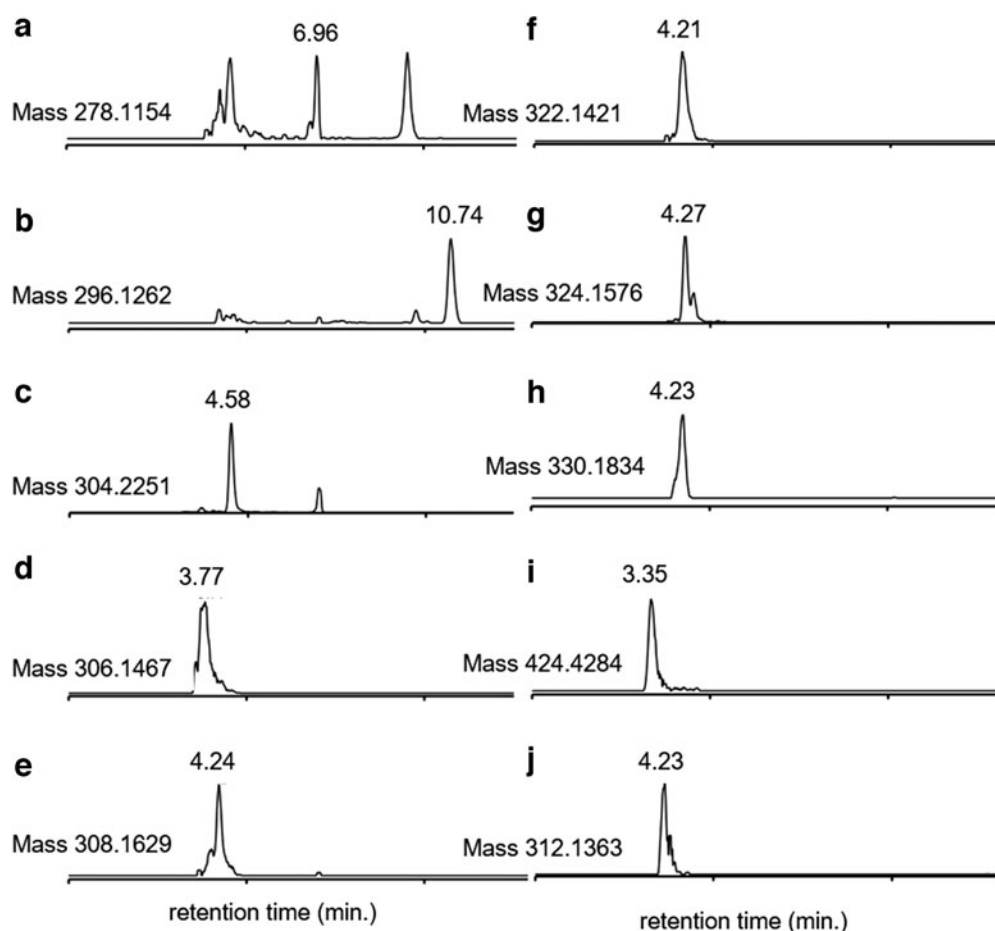 a
6.96
Mass 278.1154
b
10.74
Mass 296.1262
c
4.58
Mass 304.2251
d
3.77
Mass 306.1467
e
4.24
Mass 308.1629
retention time (min.)
f
4.21
Mass 322.1421
g
4.27
Mass 324.1576
h
4.23
Mass 330.1834
i
3.35
Mass 424.4284
j
4.23
Mass 312.1363
retention time (min.)